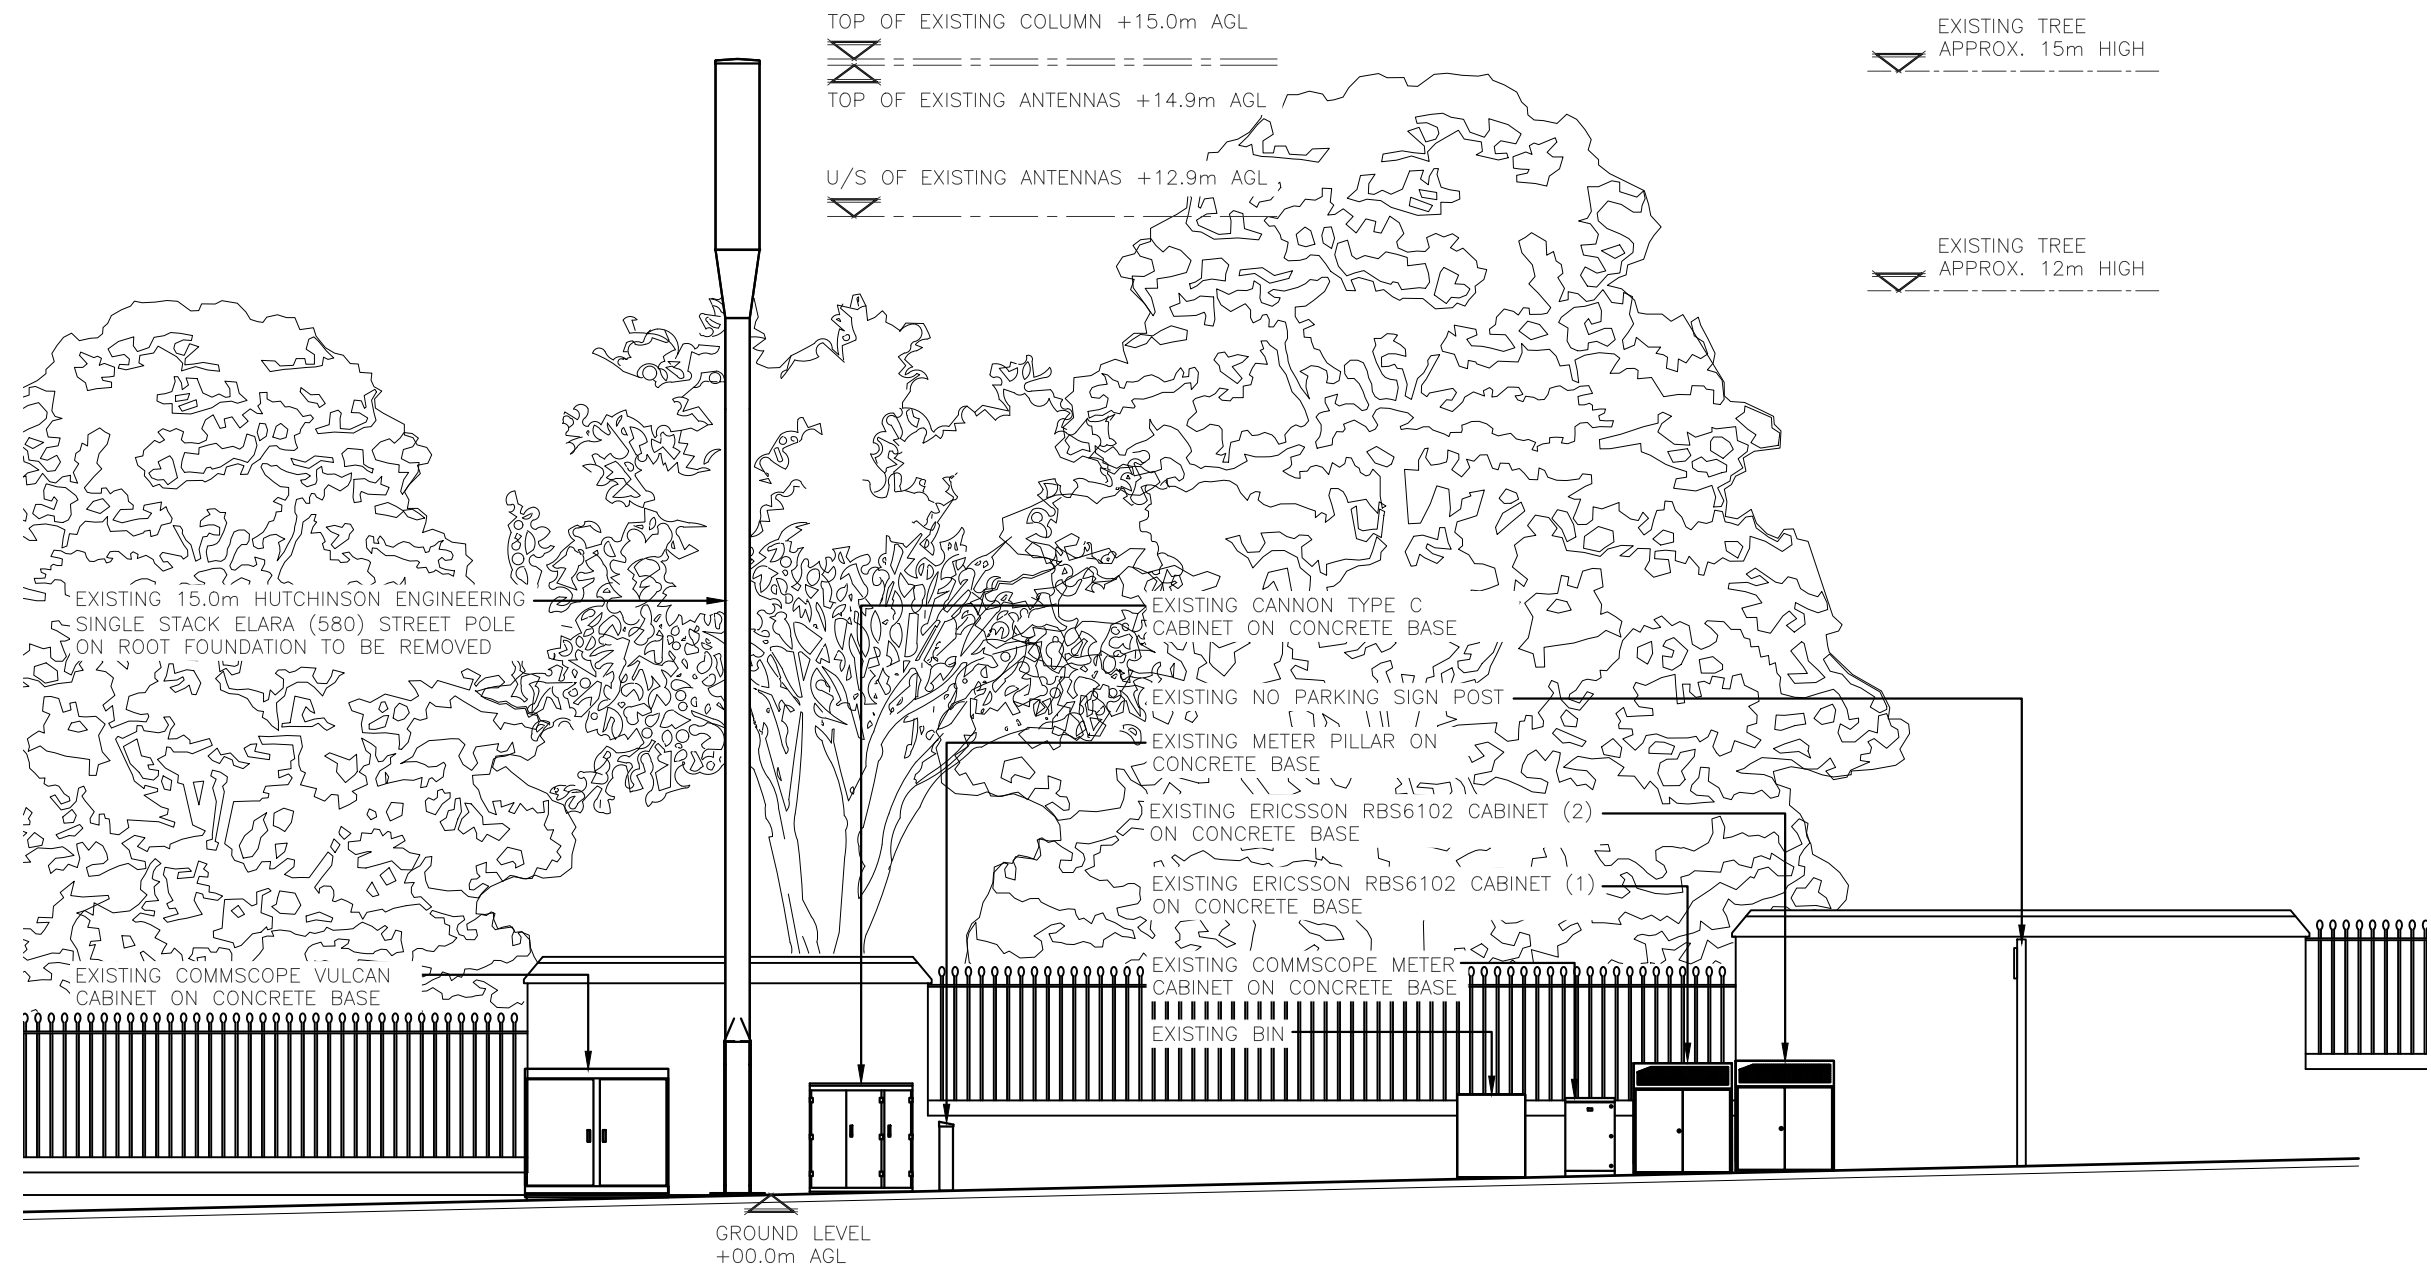 TOP OF EXISTING COLUMN +15.0m AGL
TOP OF EXISTING ANTENNAS +14.9m AGL
U/S OF EXISTING ANTENNAS +12.9m AGL
EXISTING TREE
APPROX. 15m HIGH
EXISTING TREE
APPROX. 12m HIGH
EXISTING 15.0m HUTCHINSON ENGINEERING
SINGLE STACK ELARA (580) STREET POLE
ON ROOT FOUNDATION TO BE REMOVED
EXISTING CANNON TYPE C
CABINET ON CONCRETE BASE
EXISTING NO PARKING SIGN POST
EXISTING METER PILLAR ON
CONCRETE BASE
EXISTING ERICSSON RBS6102 CABINET (2)
ON CONCRETE BASE
EXISTING ERICSSON RBS6102 CABINET (1)
ON CONCRETE BASE
EXISTING COMMSCOPE VULCAN
CABINET ON CONCRETE BASE
EXISTING COMMSCOPE METER
CABINET ON CONCRETE BASE
EXISTING BIN
GROUND LEVEL
+00.0m AGL